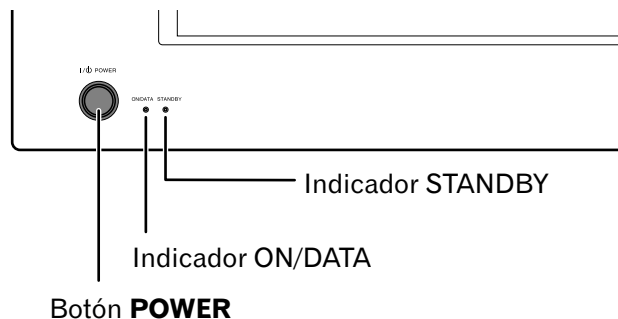 I/⏻ POWER
ON/DATA STANDBY
Indicador STANDBY
Indicador ON/DATA
Botón POWER